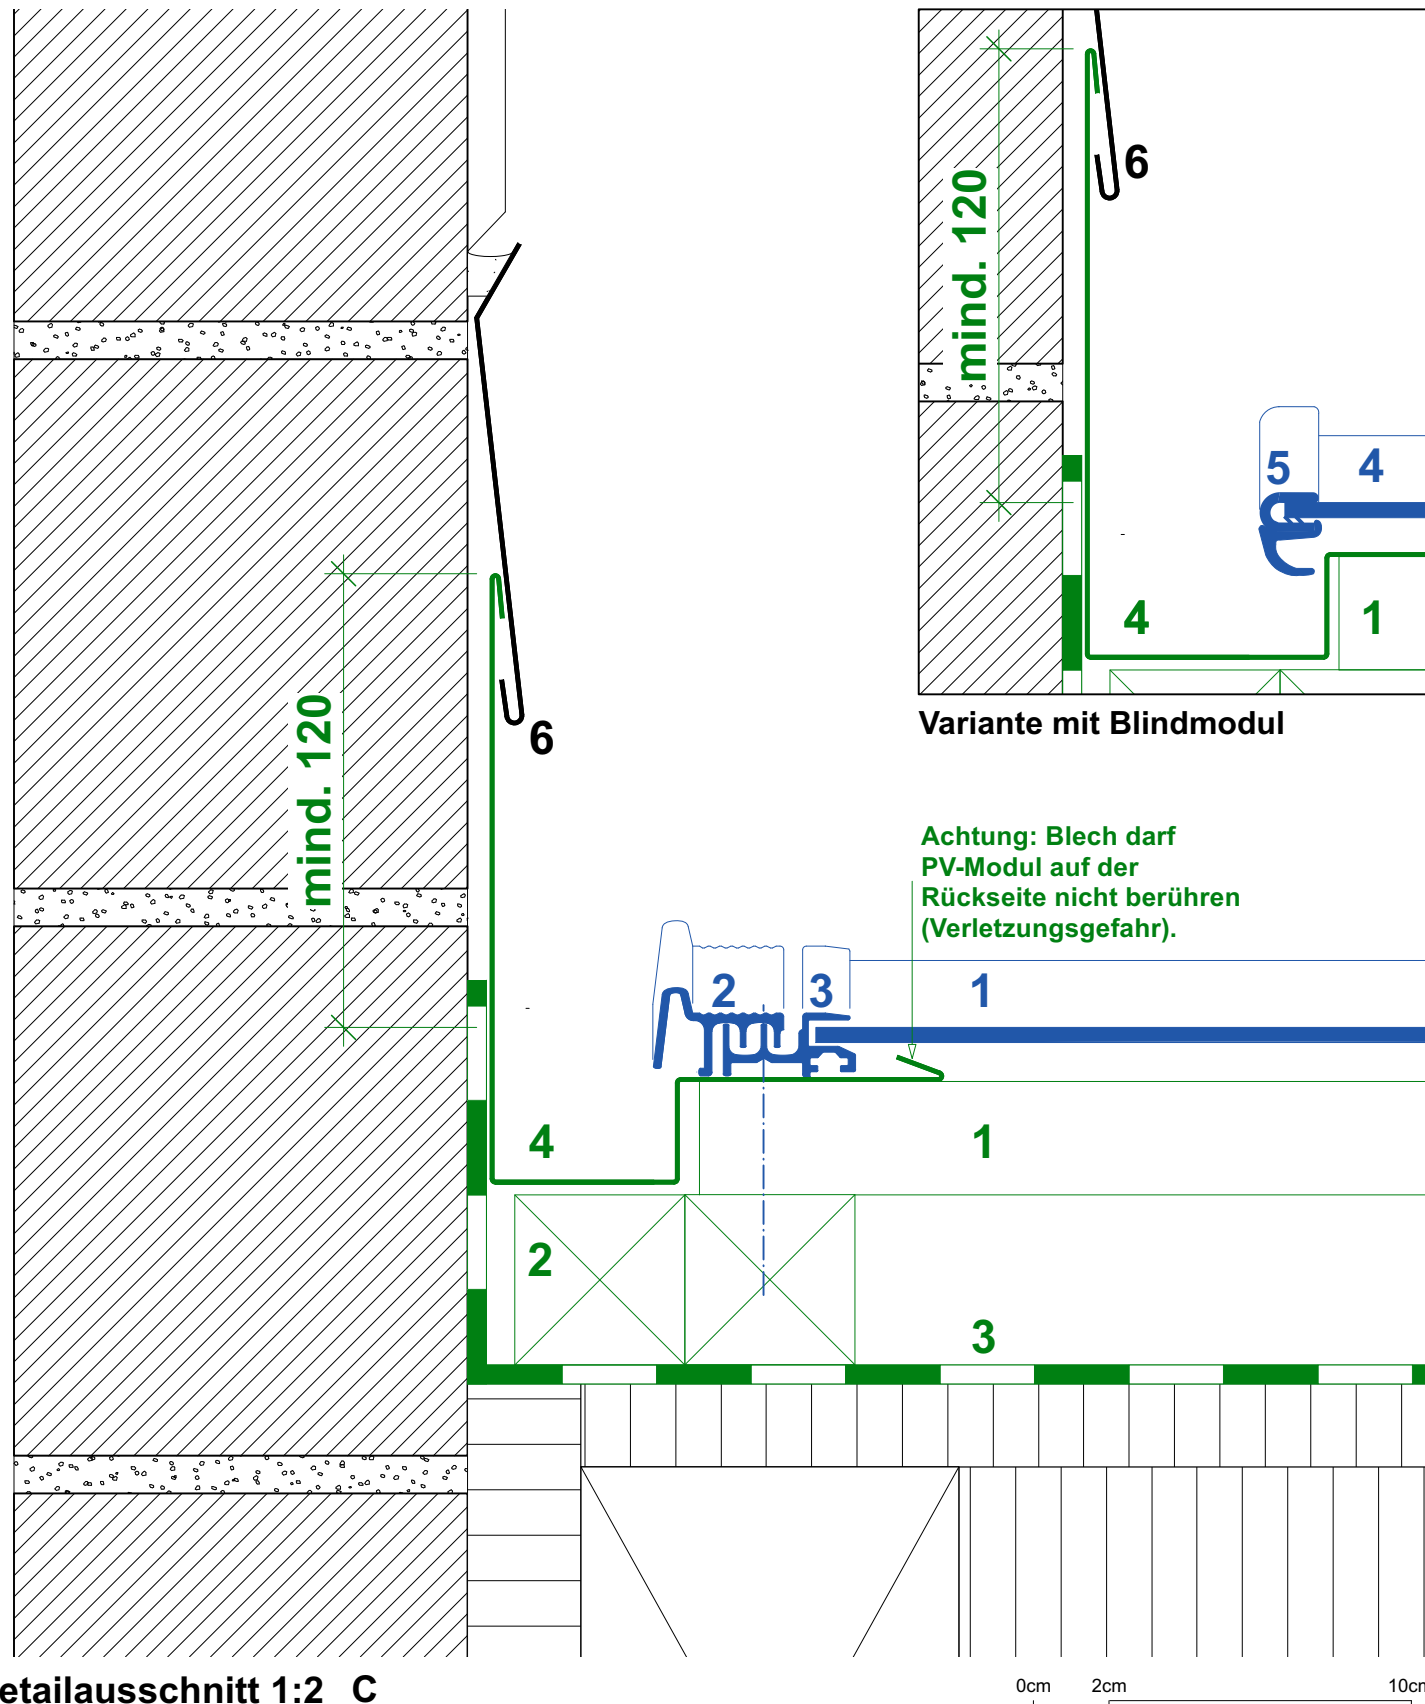 6
mind. 120
5 4
4 1
Variante mit Blindmodul
mind. 120
6
Achtung: Blech darf
PV-Modul auf der
Rückseite nicht berühren
(Verletzungsgefahr).
2 3 1
4 1
2
3
etailausschnitt 1:2 C
0cm 2cm 10cm